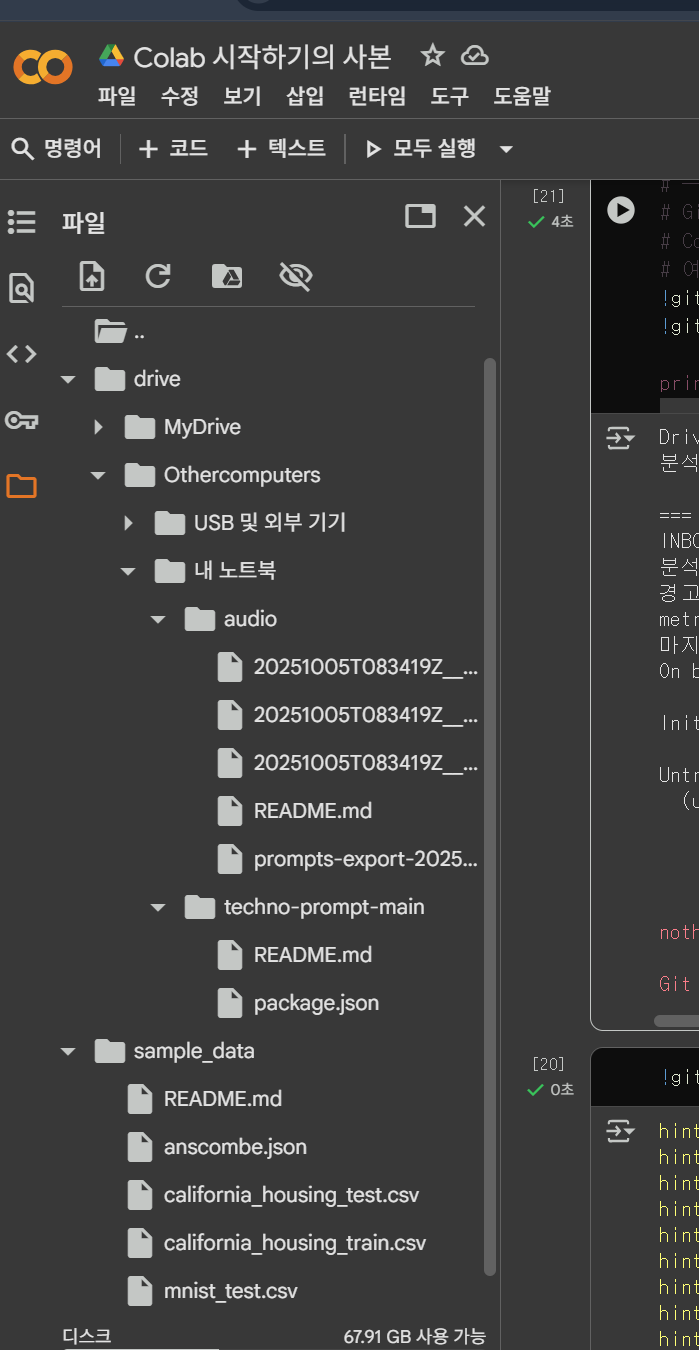 Colab 시작하기의 사본
파일 수정 보기 삽입 런타임 도구 도움말
명령어 + 코드 + 텍스트 모두 실행
파일
..
drive
MyDrive
Othercomputers
USB 및 외부 기기
내 노트북
audio
20251005T083419Z__...
20251005T083419Z__...
20251005T083419Z__...
README.md
prompts-export-2025...
techno-prompt-main
README.md
package.json
sample_data
README.md
anscombe.json
california_housing_test.csv
california_housing_train.csv
mnist_test.csv
디스크 67.91 GB 사용 가능
[21]
4초
# Gi
# Co
# 여
!git
!git
prin
Driv
분석
===
INBO
분석
경고
metr
마지
On b
Init
Untr
(u
noth
Git
[20]
0초
!git
hint
hint
hint
hint
hint
hint
hint
hint
hint